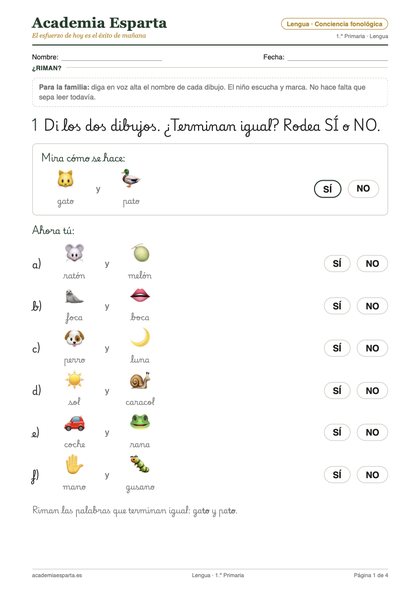 Academia Esparta
El esfuerzo de hoy es el éxito de mañana
Lengua · Conciencia fonológica
1.º Primaria · Lengua
Nombre:
Fecha:
¿RIMAN?
Para la familia: diga en voz alta el nombre de cada dibujo. El niño escucha y marca. No hace falta que
sepa leer todavía.
1 Di los dos dibujos. ¿Terminan igual? Rodea SÍ o NO.
Mira cómo se hace:
y
SÍ NO
gato pato
Ahora tú:
a) y SÍ NO
ratón melón
b) y SÍ NO
foca boca
c) y SÍ NO
perro luna
d) y SÍ NO
sol caracol
e) y SÍ NO
coche rana
f) y SÍ NO
mano gusano
Riman las palabras que terminan igual: gato y pato.
academiaesparta.es
Lengua · 1.º Primaria
Página 1 de 4